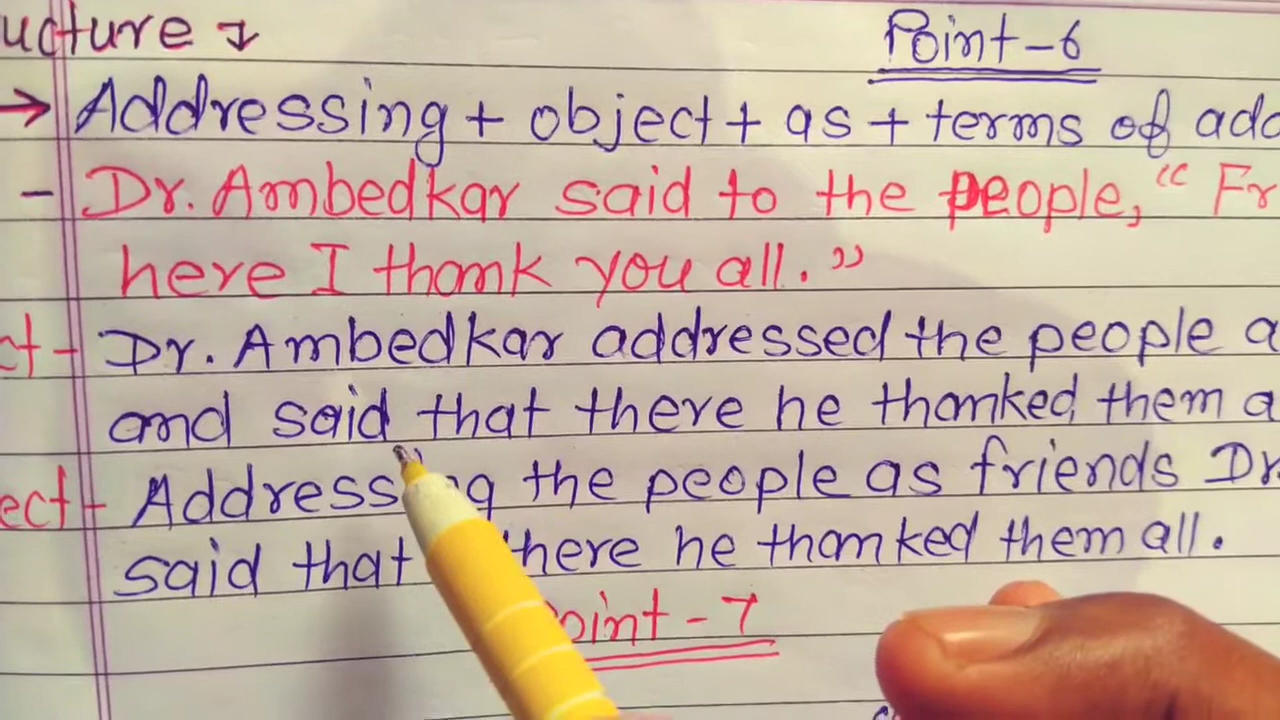 ucture
Point-6
→ Addressing + object + as + terms of add
- Dr. Ambedkar said to the people, “Fr
here I thank you all.”
ct- Dr. Ambedkar addressed the people a
and said that there he thanked them a
ect- Addressing the people as friends Dr
said that there he thanked them all.
Point-7